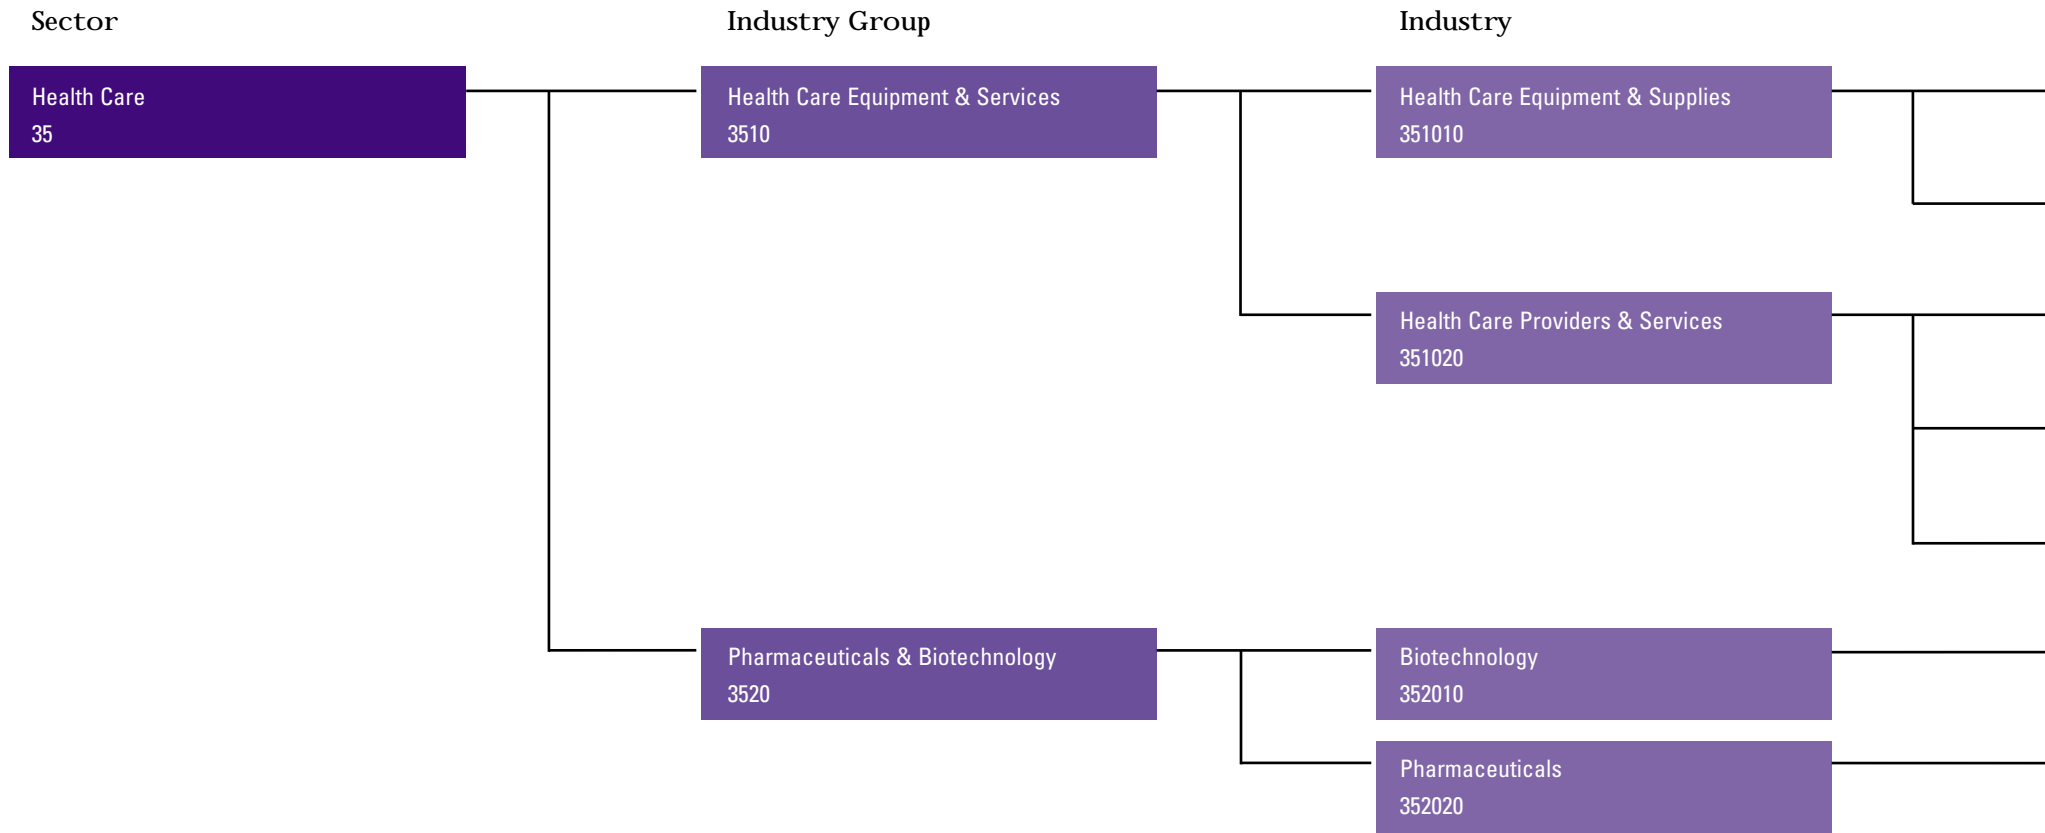 Sector
Industry Group
Industry
Health Care
35
Health Care Equipment & Services
3510
Health Care Equipment & Supplies
351010
Health Care Providers & Services
351020
Pharmaceuticals & Biotechnology
3520
Biotechnology
352010
Pharmaceuticals
352020